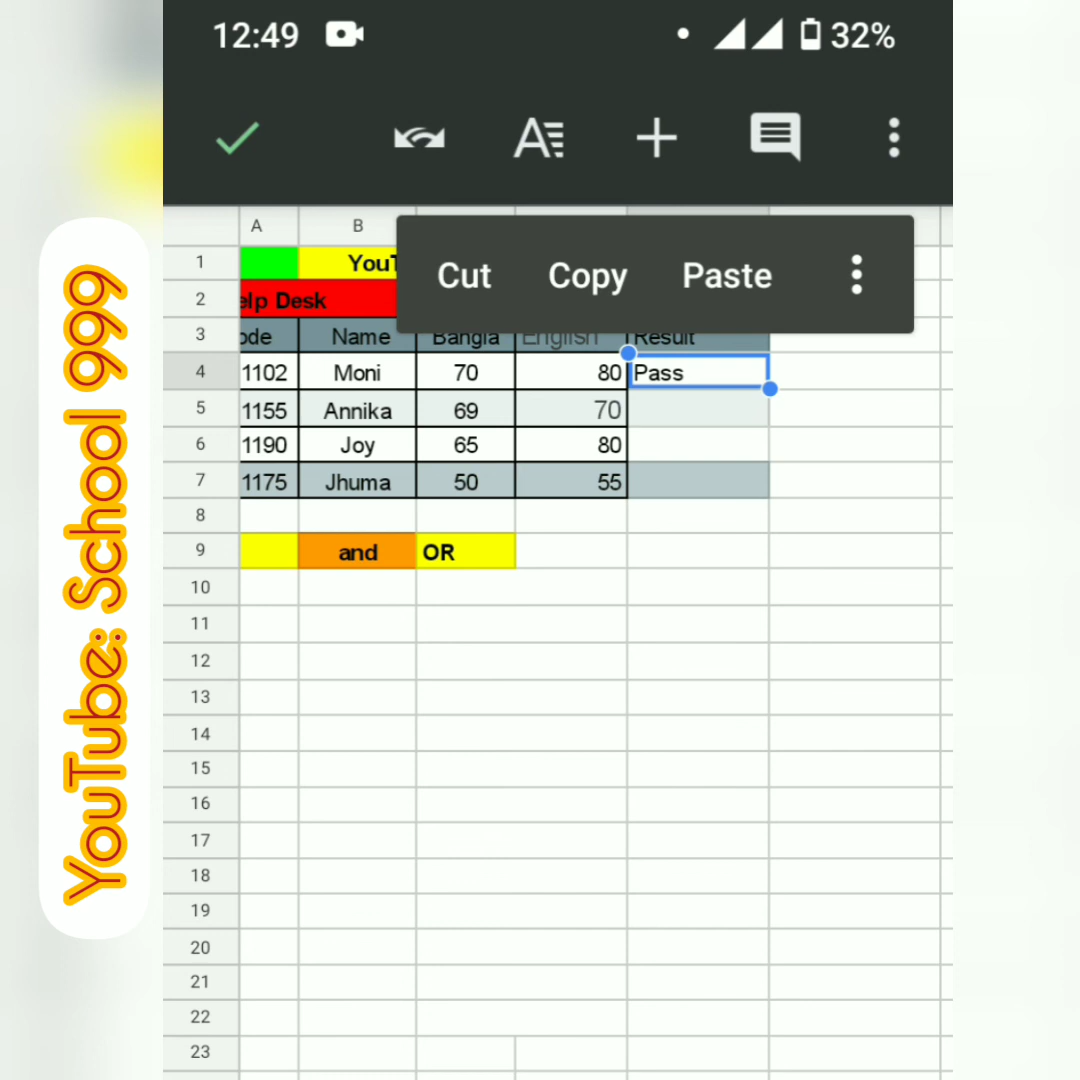 YouTube: School 999
12:49 32%
Cut Copy Paste
A B
1 YouT
2 elp Desk
3 ode Name Bangla English Result
4 1102 Moni 70 80 Pass
5 1155 Annika 69 70
6 1190 Joy 65 80
7 1175 Jhuma 50 55
8
9 and OR
10
11
12
13
14
15
16
17
18
19
20
21
22
23